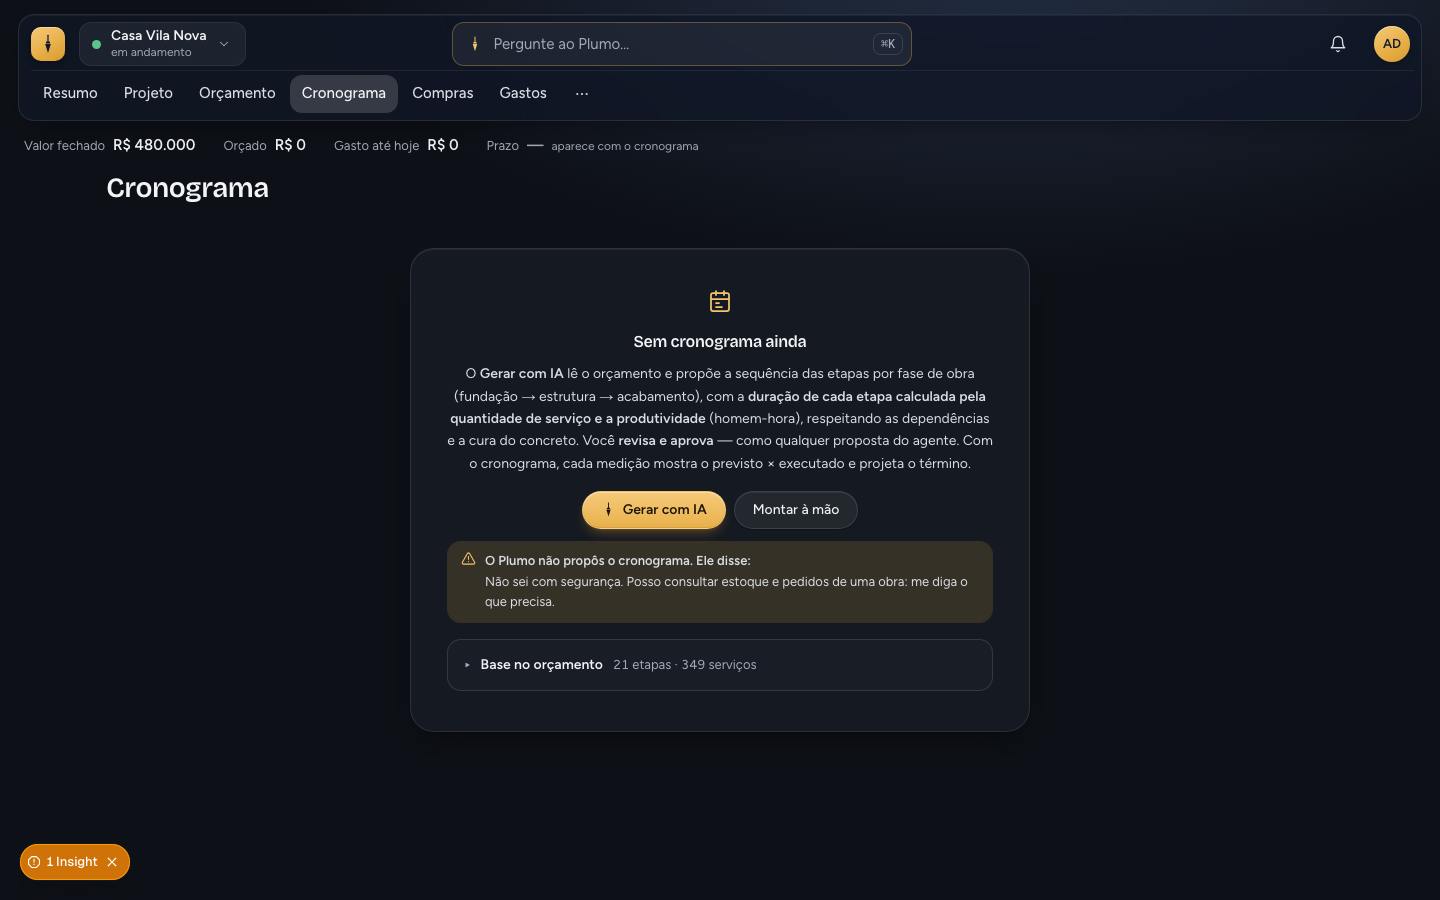 Casa Vila Nova
em andamento
Pergunte ao Plumo...
⌘K
AD
Resumo
Projeto
Orçamento
Cronograma
Compras
Gastos
···
Valor fechado R$ 480.000
Orçado R$ 0
Gasto até hoje R$ 0
Prazo — aparece com o cronograma
Cronograma
Sem cronograma ainda
O Gerar com IA lê o orçamento e propõe a sequência das etapas por fase de obra
(fundação → estrutura → acabamento), com a duração de cada etapa calculada pela
quantidade de serviço e a produtividade (homem-hora), respeitando as dependências
e a cura do concreto. Você revisa e aprova — como qualquer proposta do agente. Com
o cronograma, cada medição mostra o previsto × executado e projeta o término.
Gerar com IA
Montar à mão
O Plumo não propôs o cronograma. Ele disse:
Não sei com segurança. Posso consultar estoque e pedidos de uma obra: me diga o
que precisa.
Base no orçamento 21 etapas · 349 serviços
1 Insight